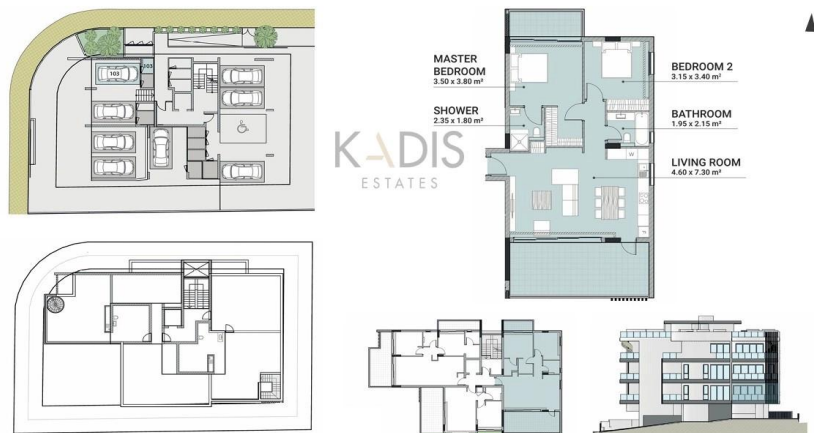 103
103
MASTER
BEDROOM
3.50 x 3.80 m²
SHOWER
2.35 x 1.80 m²
BEDROOM 2
3.15 x 3.40 m²
BATHROOM
1.95 x 2.15 m²
LIVING ROOM
4.60 x 7.30 m²
W
KADIS
ESTATES